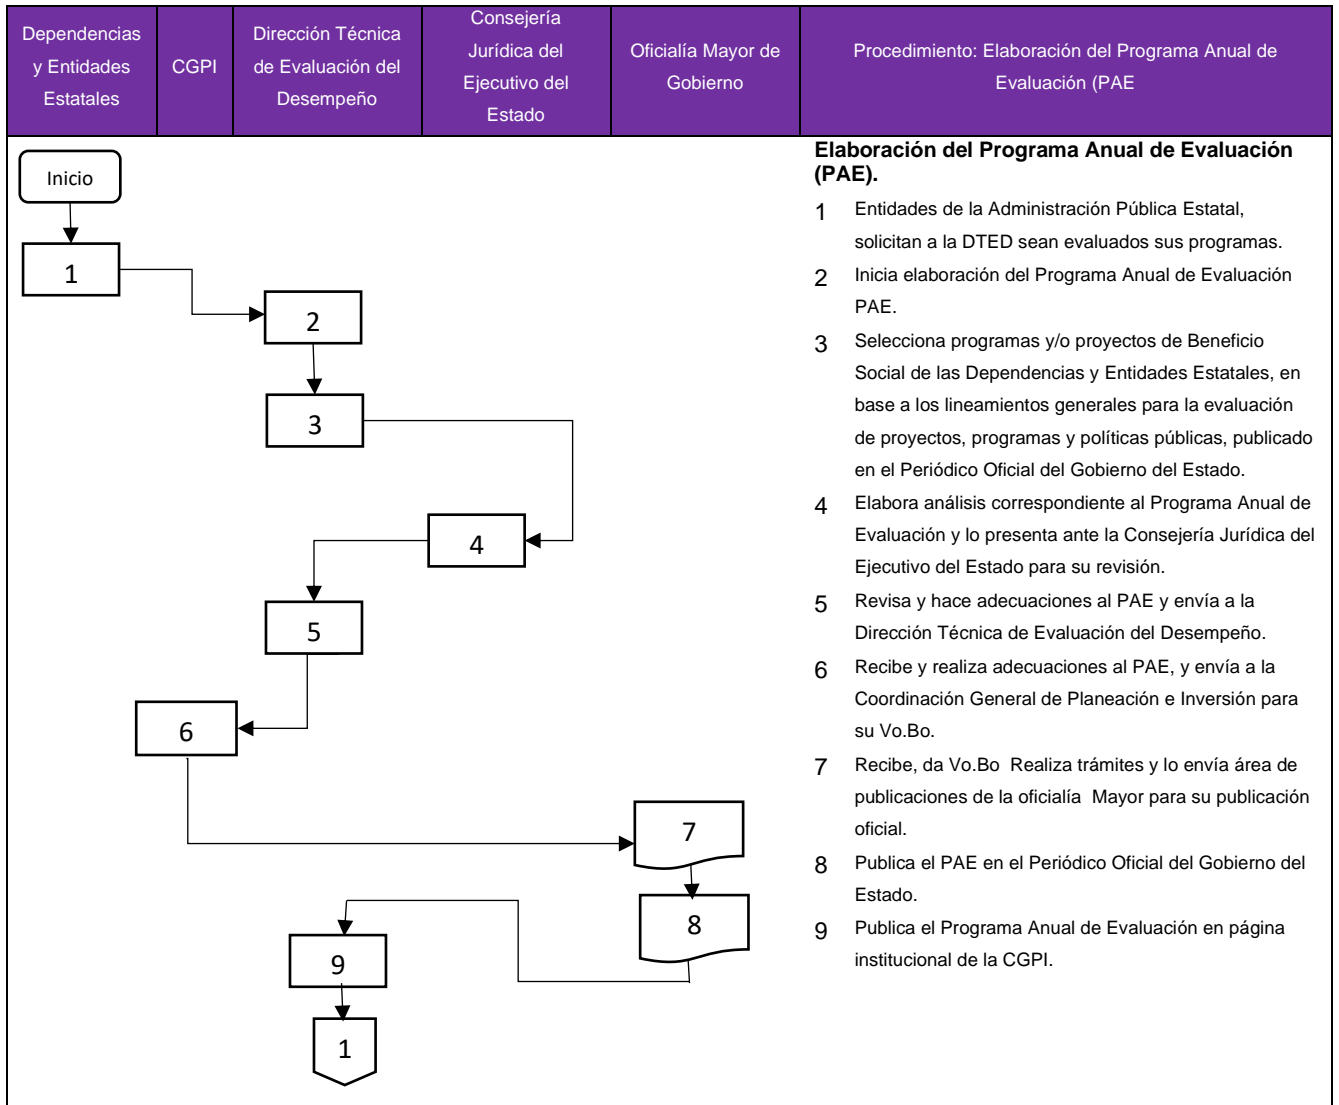 Dependencias
y Entidades
Estatales
CGPI
Dirección Técnica
de Evaluación del
Desempeño
Consejería
Jurídica del
Ejecutivo del
Estado
Oficialía Mayor de
Gobierno
Procedimiento: Elaboración del Programa Anual de
Evaluación (PAE
Inicio
1
2
3
4
5
6
7
8
9
1
Elaboración del Programa Anual de Evaluación
(PAE).
1 Entidades de la Administración Pública Estatal,
solicitan a la DTED sean evaluados sus programas.
2 Inicia elaboración del Programa Anual de Evaluación
PAE.
3 Selecciona programas y/o proyectos de Beneficio
Social de las Dependencias y Entidades Estatales, en
base a los lineamientos generales para la evaluación
de proyectos, programas y políticas públicas, publicado
en el Periódico Oficial del Gobierno del Estado.
4 Elabora análisis correspondiente al Programa Anual de
Evaluación y lo presenta ante la Consejería Jurídica del
Ejecutivo del Estado para su revisión.
5 Revisa y hace adecuaciones al PAE y envía a la
Dirección Técnica de Evaluación del Desempeño.
6 Recibe y realiza adecuaciones al PAE, y envía a la
Coordinación General de Planeación e Inversión para
su Vo.Bo.
7 Recibe, da Vo.Bo Realiza trámites y lo envía área de
publicaciones de la oficialía Mayor para su publicación
oficial.
8 Publica el PAE en el Periódico Oficial del Gobierno del
Estado.
9 Publica el Programa Anual de Evaluación en página
institucional de la CGPI.